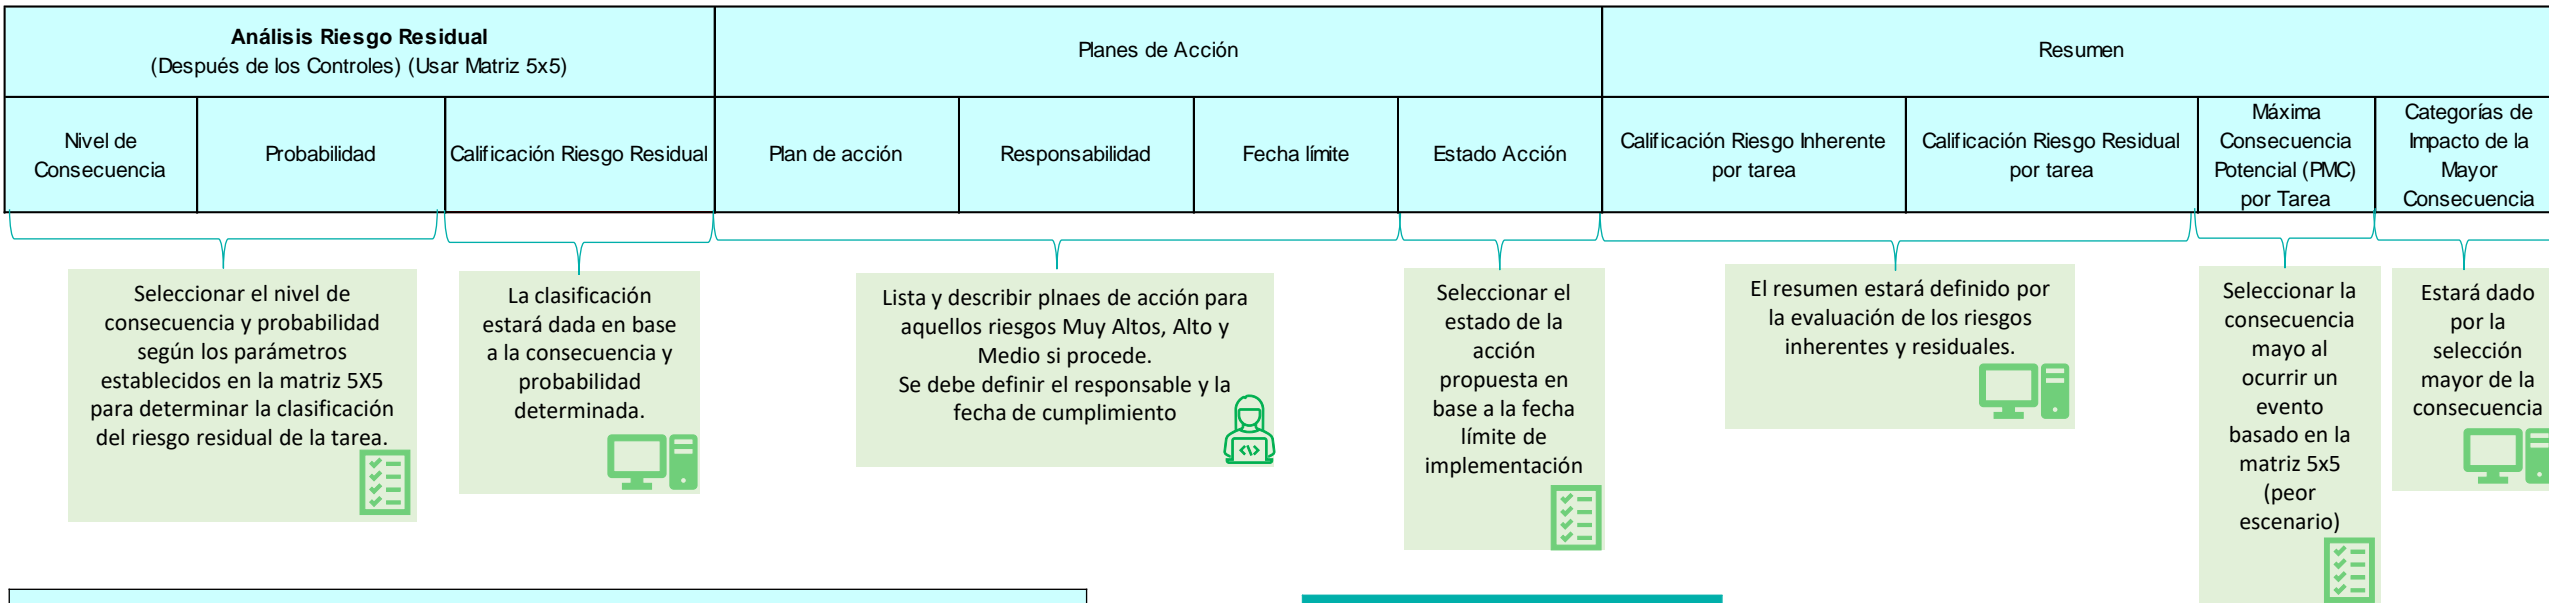 Análisis Riesgo Residual
(Después de los Controles) (Usar Matriz 5x5)
Planes de Acción
Resumen
Nivel de
Consecuencia
Probabilidad
Calificación Riesgo Residual
Plan de acción
Responsabilidad
Fecha límite
Estado Acción
Calificación Riesgo Inherente
por tarea
Calificación Riesgo Residual
por tarea
Máxima
Consecuencia
Potencial (PMC)
por Tarea
Categorías de
Impacto de la
Mayor
Consecuencia
Seleccionar el nivel de
consecuencia y probabilidad
según los parámetros
establecidos en la matriz 5X5
para determinar la clasificación
del riesgo residual de la tarea.
La clasificación
estará dada en base
a la consecuencia y
probabilidad
determinada.
Lista y describir plnaes de acción para
aquellos riesgos Muy Altos, Alto y
Medio si procede.
Se debe definir el responsable y la
fecha de cumplimiento
Seleccionar el
estado de la
acción
propuesta en
base a la fecha
límite de
implementación
El resumen estará definido por
la evaluación de los riesgos
inherentes y residuales.
Seleccionar la
consecuencia
mayo al
ocurrir un
evento
basado en la
matriz 5x5
(peor
escenario)
Estará dado
por la
selección
mayor de la
consecuencia